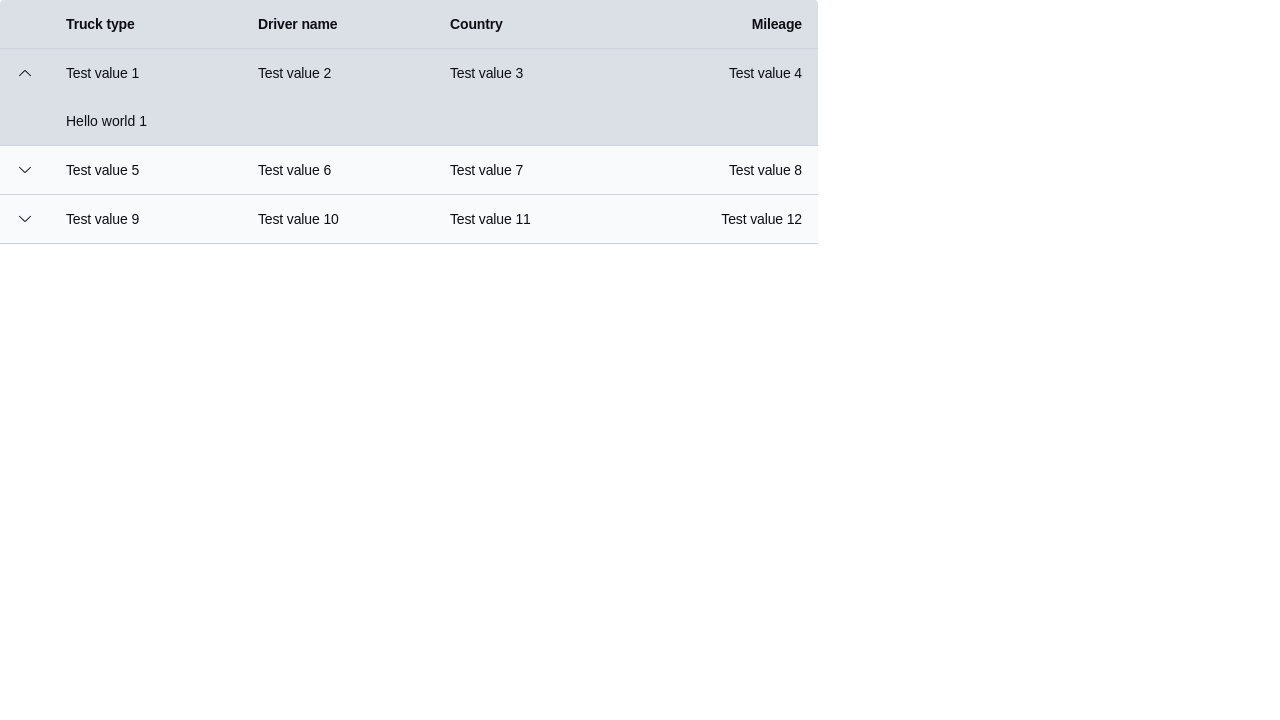 Truck type Driver name Country Mileage
Test value 1 Test value 2 Test value 3 Test value 4
Hello world 1
Test value 5 Test value 6 Test value 7 Test value 8
Test value 9 Test value 10 Test value 11 Test value 12